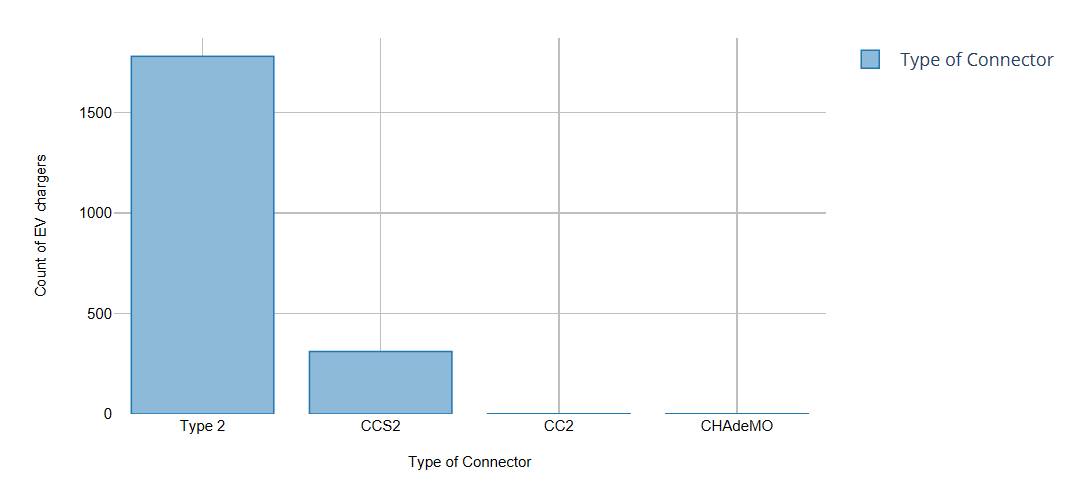 Type of Connector
1500
1000
500
0
Count of EV chargers
Type 2
CCS2
CC2
CHAdeMO
Type of Connector